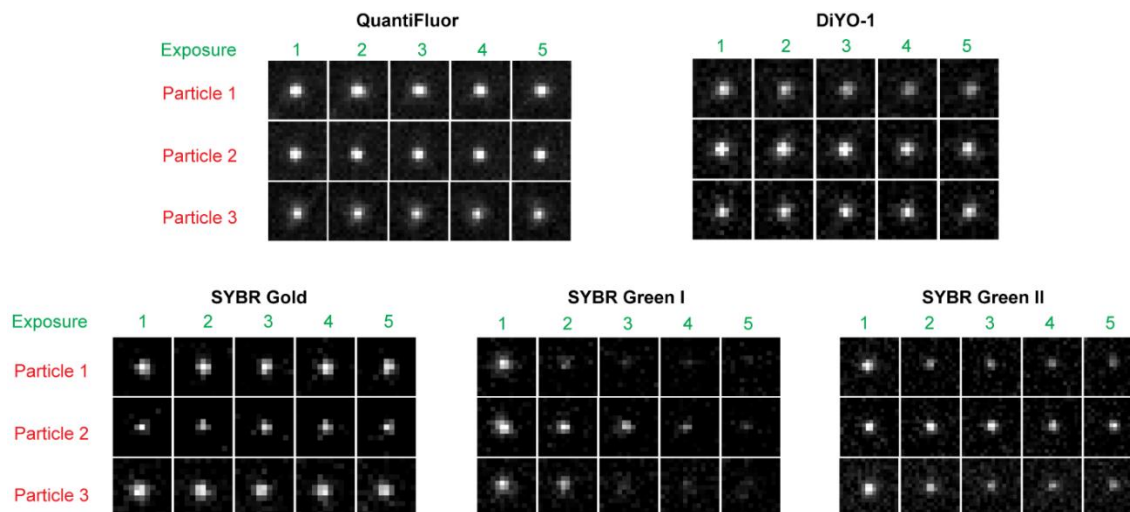 QuantiFluor DiYO-1
Exposure 1 2 3 4 5 1 2 3 4 5
Particle 1
Particle 2
Particle 3
SYBR Gold SYBR Green I SYBR Green II
Exposure 1 2 3 4 5 1 2 3 4 5 1 2 3 4 5
Particle 1
Particle 2
Particle 3